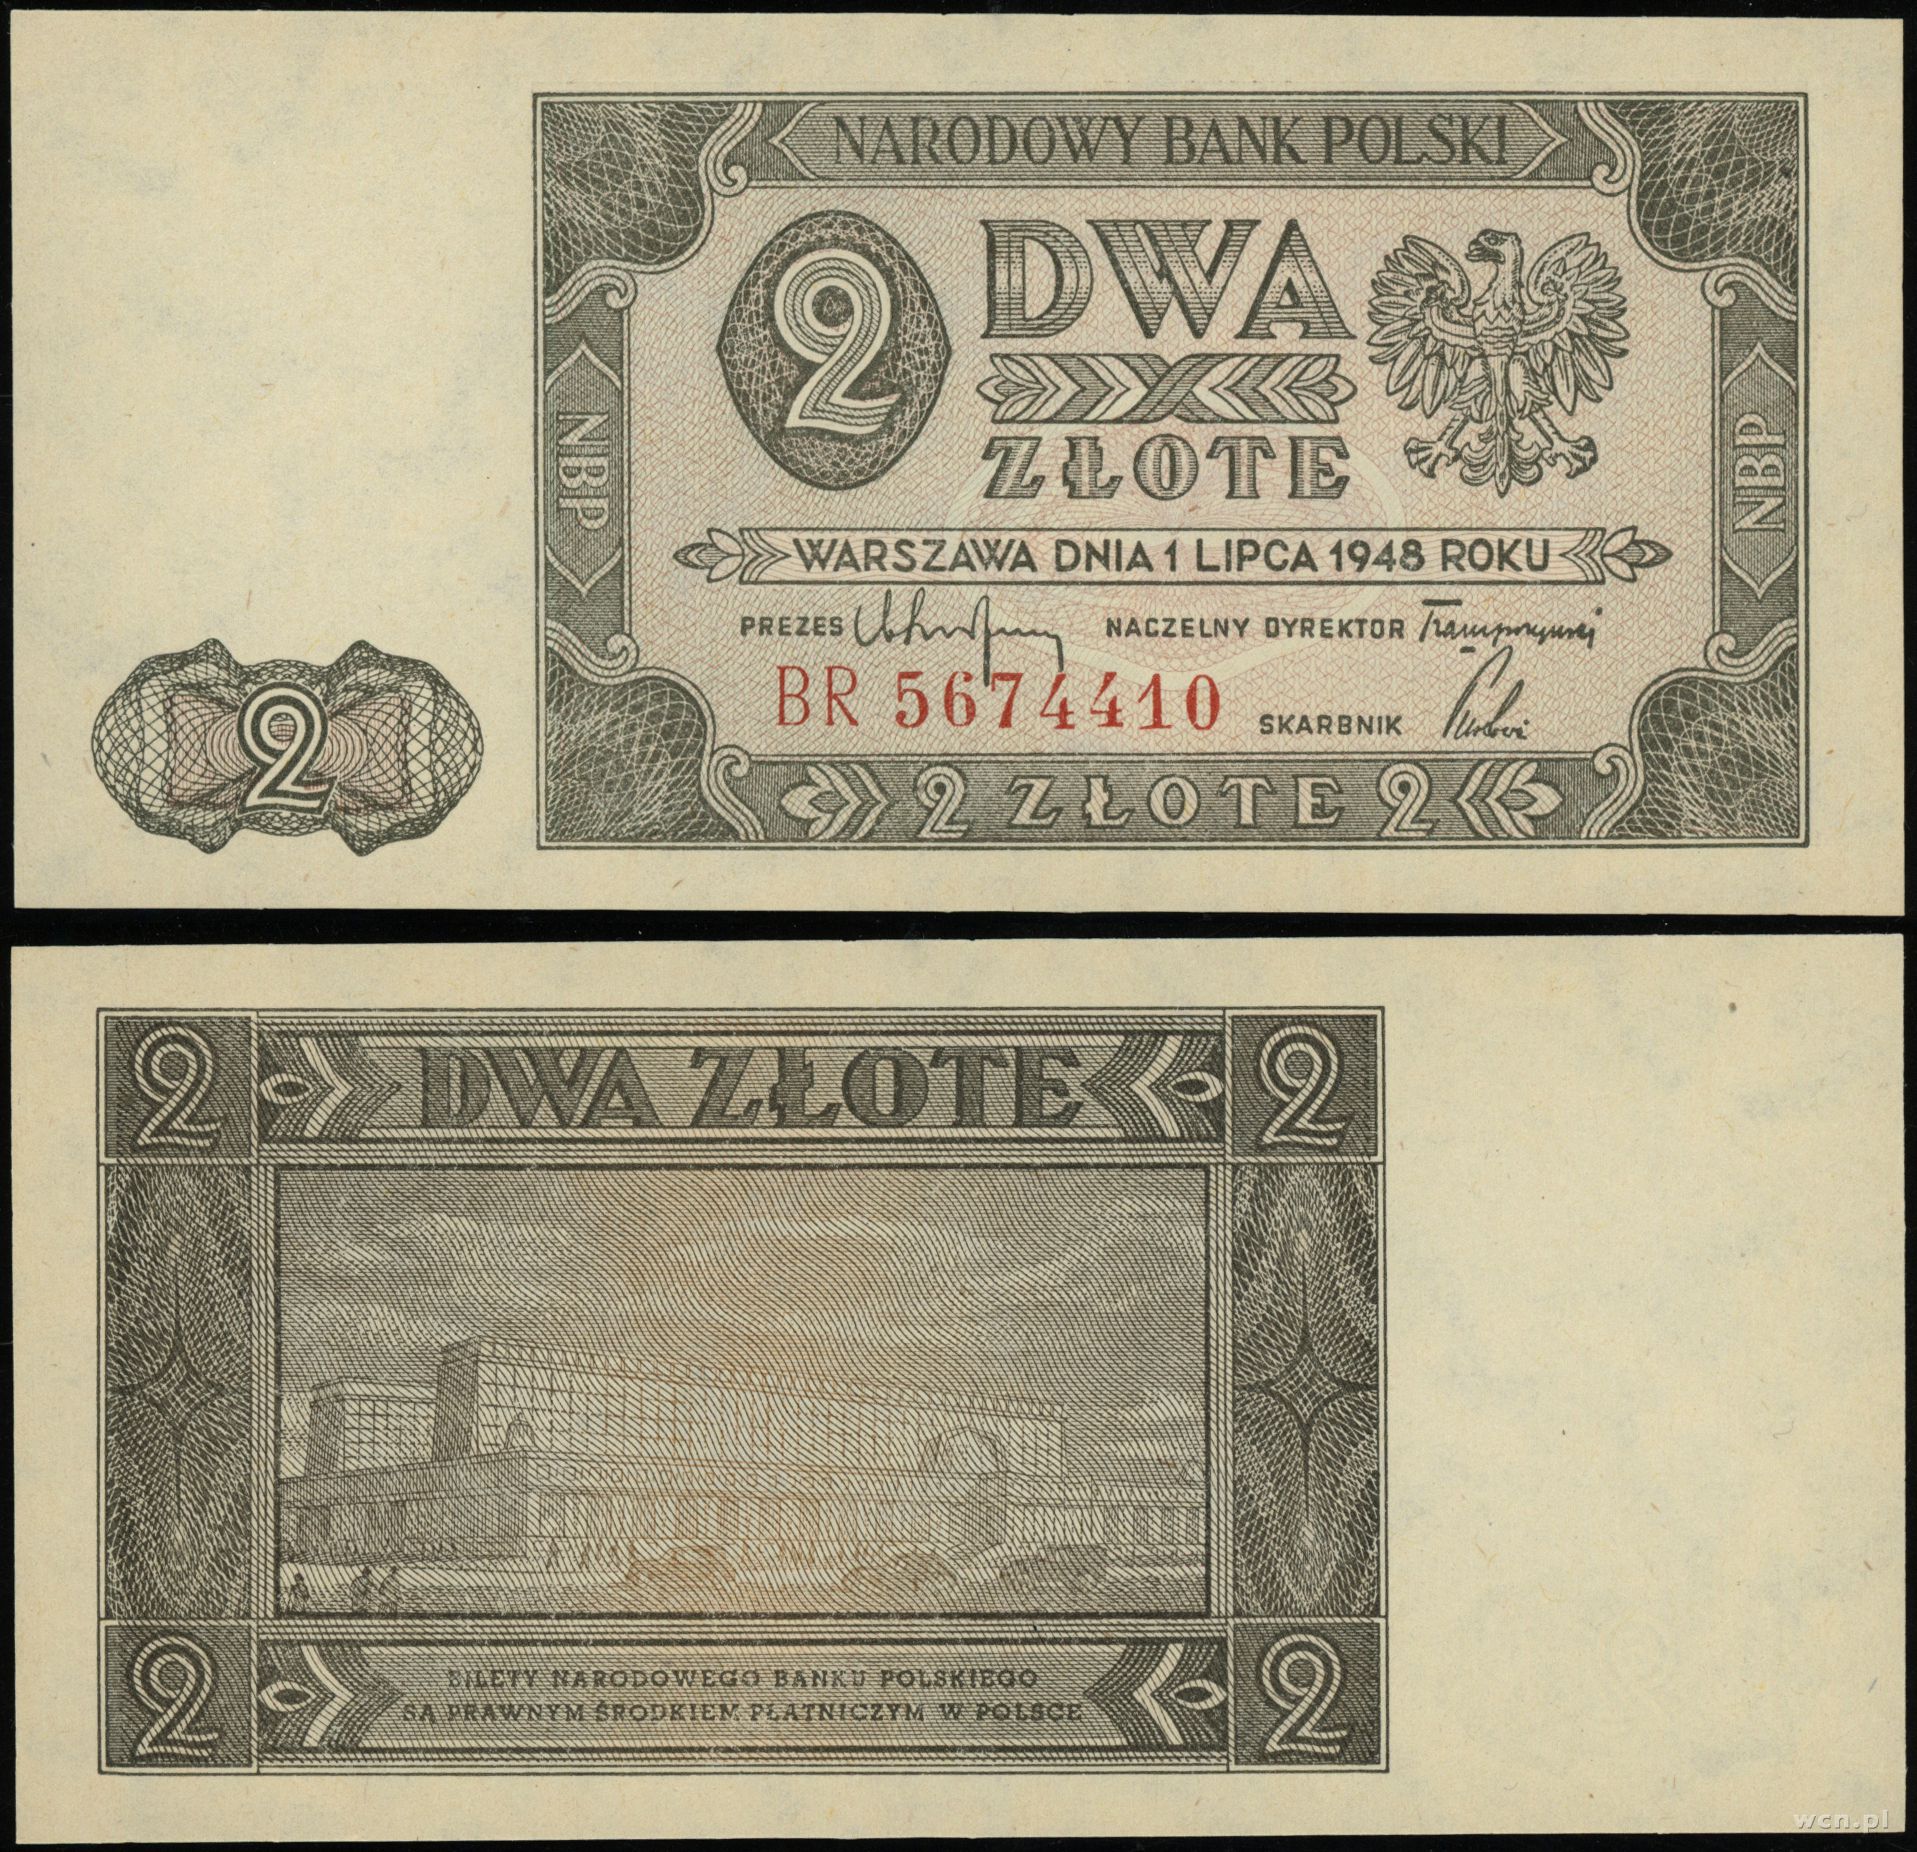 NARODOWY BANK POLSKI
2
DWA
ZŁOTE
NBP
NBP
WARSZAWA DNIA 1 LIPCA 1948 ROKU
PREZES
NACZELNY DYREKTOR
BR 5674410
SKARBNIK
2
2 ZŁOTE 2
2 DWA ZŁOTE 2
2 BILETY NARODOWEGO BANKU POLSKIEGO 2
SĄ PRAWNYM ŚRODKIEM PŁATNICZYM W POLSCE
wcn.pl